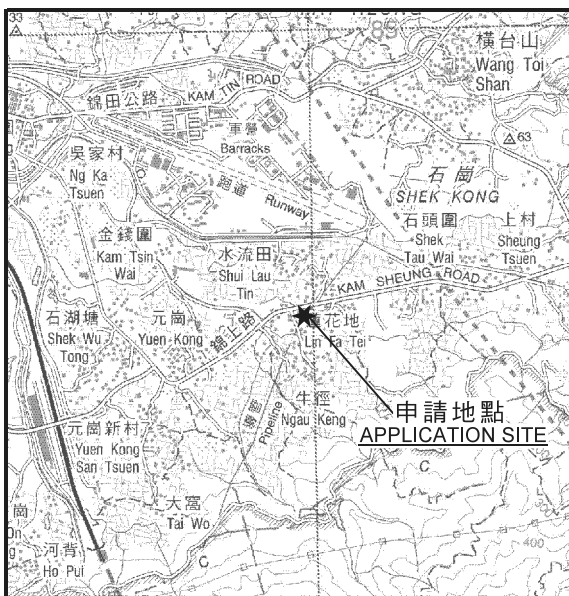 33
89
橫台山
Wang Toi
Shan
錦田公路
KAM TIN ROAD
軍營
Barracks
63
吳家村
Ng Ka
Tsuen
跑道
Runway
石崗
SHEK KONG
石頭圍
Shek
Tau Wai
上村
Sheung
Tsuen
金錢圍
Kam Tsin
Wai
水流田
Shui Lau
Tin
KAM SHEUNG ROAD
石湖塘
Shek Wu
Tong
元崗
Yuen Kong
錦上路
花地
Lin Fa Tei
牛徑
Ngau Keng
Pipeline
申請地點
APPLICATION SITE
元崗新村
Yuen Kong
San Tsuen
大窩
Tai Wo
崗
河背
Ho Pui
C
C
400